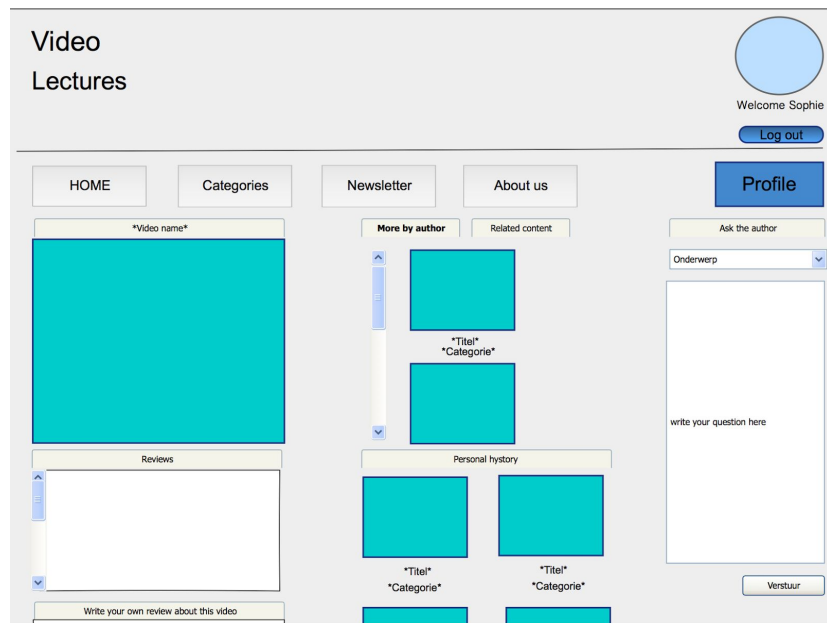 Video
Lectures
Welcome Sophie
Log out
HOME
Categories
Newsletter
About us
Profile
*Video name*
More by author
Related content
Ask the author
Onderwerp
*Titel*
*Categorie*
write your question here
Reviews
Personal hystory
*Titel*
*Categorie*
*Titel*
*Categorie*
Verstuur
Write your own review about this video